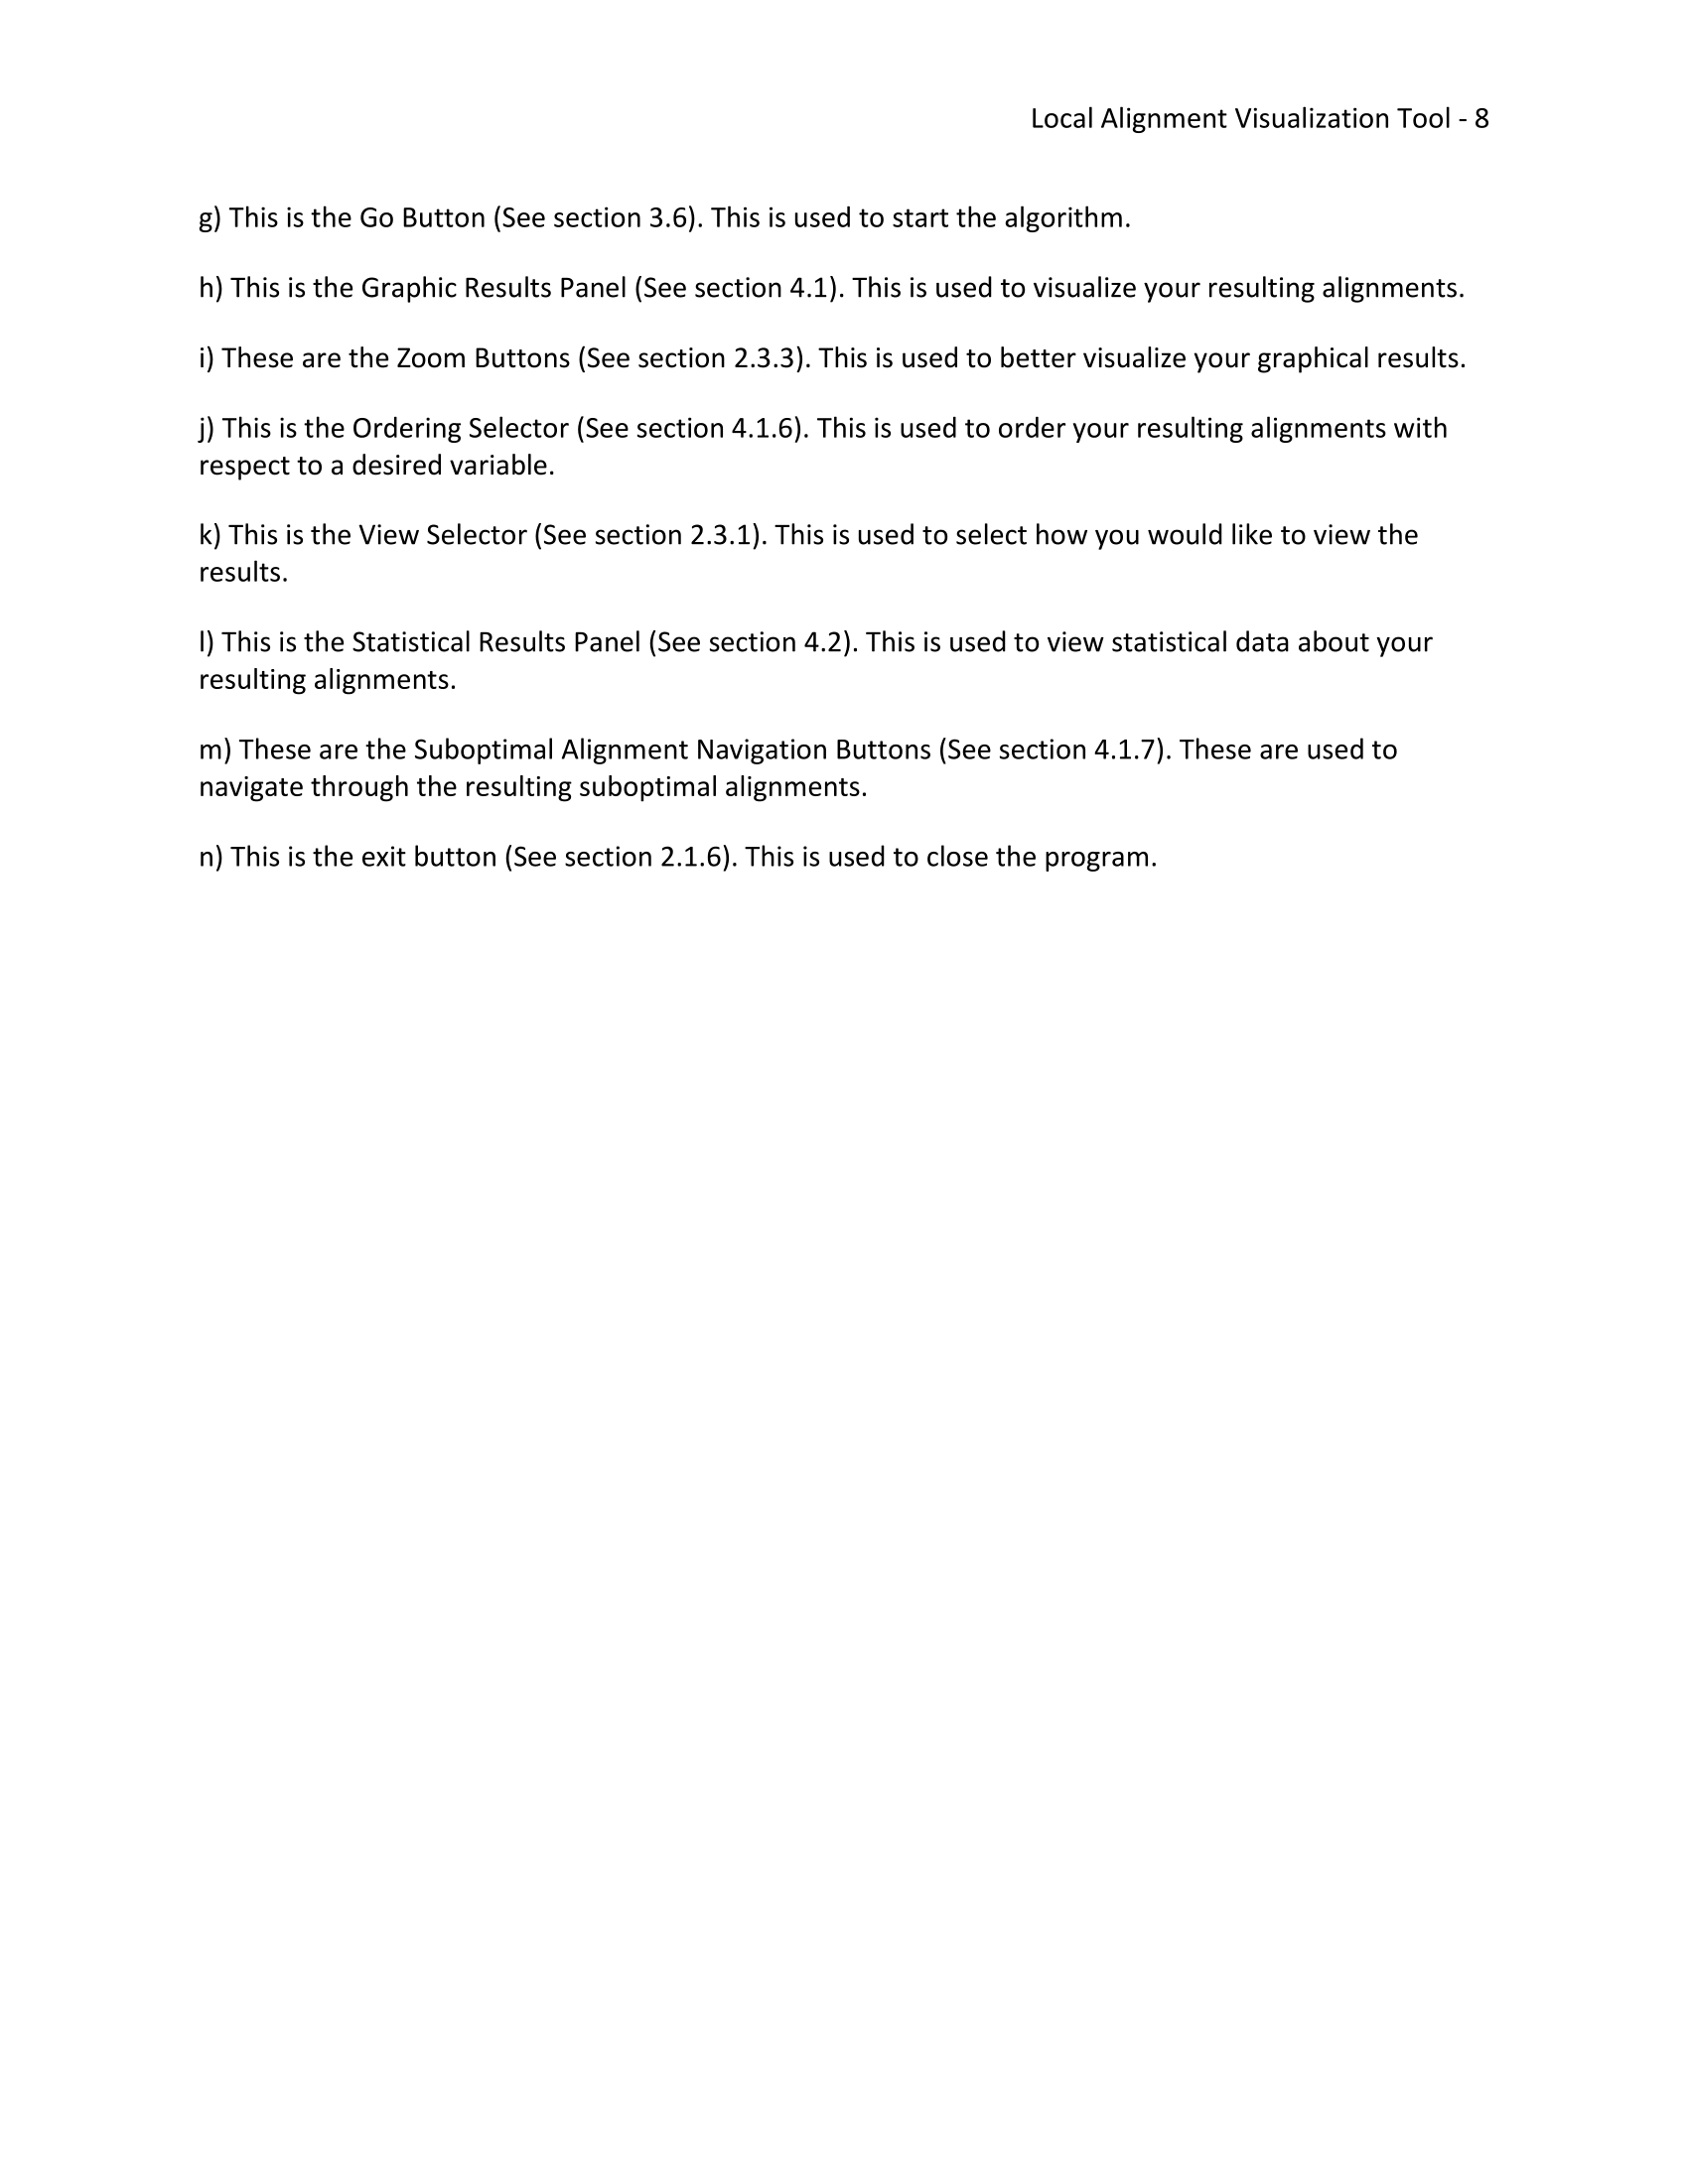 Local Alignment Visualization Tool - 8
g) This is the Go Button (See section 3.6). This is used to start the algorithm.
h) This is the Graphic Results Panel (See section 4.1). This is used to visualize your resulting alignments.
i) These are the Zoom Buttons (See section 2.3.3). This is used to better visualize your graphical results.
j) This is the Ordering Selector (See section 4.1.6). This is used to order your resulting alignments with
respect to a desired variable.
k) This is the View Selector (See section 2.3.1). This is used to select how you would like to view the
results.
l) This is the Statistical Results Panel (See section 4.2). This is used to view statistical data about your
resulting alignments.
m) These are the Suboptimal Alignment Navigation Buttons (See section 4.1.7). These are used to
navigate through the resulting suboptimal alignments.
n) This is the exit button (See section 2.1.6). This is used to close the program.